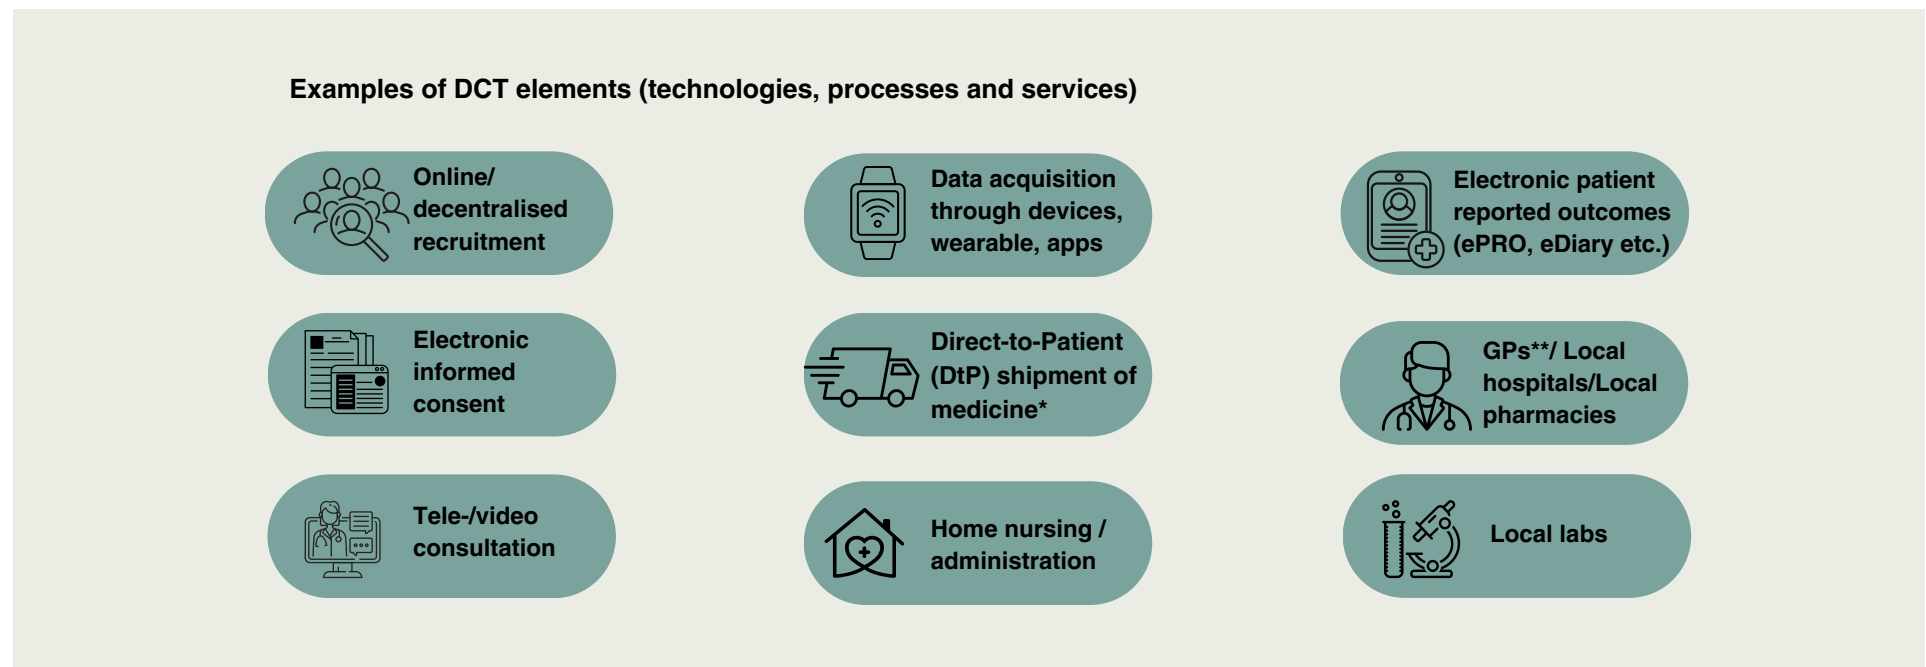 Examples of DCT elements (technologies, processes and services)
Online/
decentralised
recruitment
Data acquisition
through devices,
wearable, apps
Electronic patient
reported outcomes
(ePRO, eDiary etc.)
Electronic
informed
consent
Direct-to-Patient
(DtP) shipment of
medicine*
GPs**/ Local
hospitals/Local
pharmacies
Tele-/video
consultation
Home nursing /
administration
Local labs